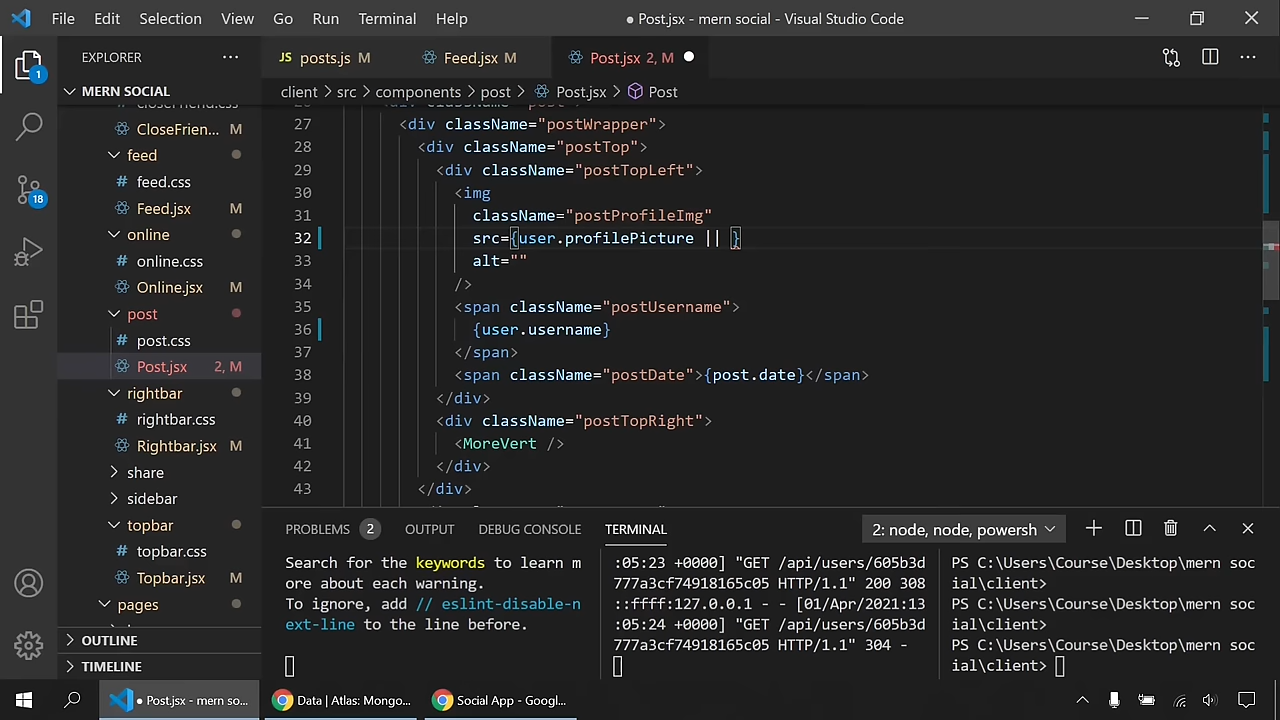 File Edit Selection View Go Run Terminal Help ● Post.jsx - mern social - Visual Studio Code
EXPLORER ··· JS posts.js M Feed.jsx M Post.jsx 2, M ●
1
MERN SOCIAL client > src > components > post > Post.jsx > Post
closeFriend.css
CloseFrien... M
feed
feed.css
Feed.jsx M
online
online.css
Online.jsx M
post
post.css
Post.jsx 2, M
rightbar
rightbar.css
Rightbar.jsx M
share
sidebar
topbar
topbar.css
Topbar.jsx M
pages
OUTLINE
TIMELINE
18
27 <div className="postWrapper">
28 <div className="postTop">
29 <div className="postTopLeft">
30 <img
31 className="postProfileImg"
32 src={user.profilePicture || }
33 alt=""
34 />
35 <span className="postUsername">
36 {user.username}
37 </span>
38 <span className="postDate">{post.date}</span>
39 </div>
40 <div className="postTopRight">
41 <MoreVert />
42 </div>
43 </div>
PROBLEMS 2 OUTPUT DEBUG CONSOLE TERMINAL 2: node, node, powersh
Search for the keywords to learn m
ore about each warning.
To ignore, add // eslint-disable-n
ext-line to the line before.
:05:23 +0000] "GET /api/users/605b3d
777a3cf74918165c05 HTTP/1.1" 200 308
::ffff:127.0.0.1 - - [01/Apr/2021:13
:05:24 +0000] "GET /api/users/605b3d
777a3cf74918165c05 HTTP/1.1" 304 -
PS C:\Users\Course\Desktop\mern soc
ial\client>
PS C:\Users\Course\Desktop\mern soc
ial\client>
PS C:\Users\Course\Desktop\mern soc
ial\client>
● Post.jsx - mern so... Data | Atlas: Mongo... Social App - Googl...